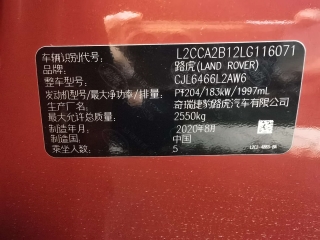 车辆识别代号: L2CCA2B12LG116071
品牌: 路虎(LAND ROVER)
整车型号: CJL6466L2AW6
发动机型号/最大净功率/排量: PT204/183kW/1997mL
生产厂名: 奇瑞捷豹路虎汽车有限公司
最大允许总质量: 2550kg
制造年月: 2020年8月
制造国: 中国
乘坐人数: 5